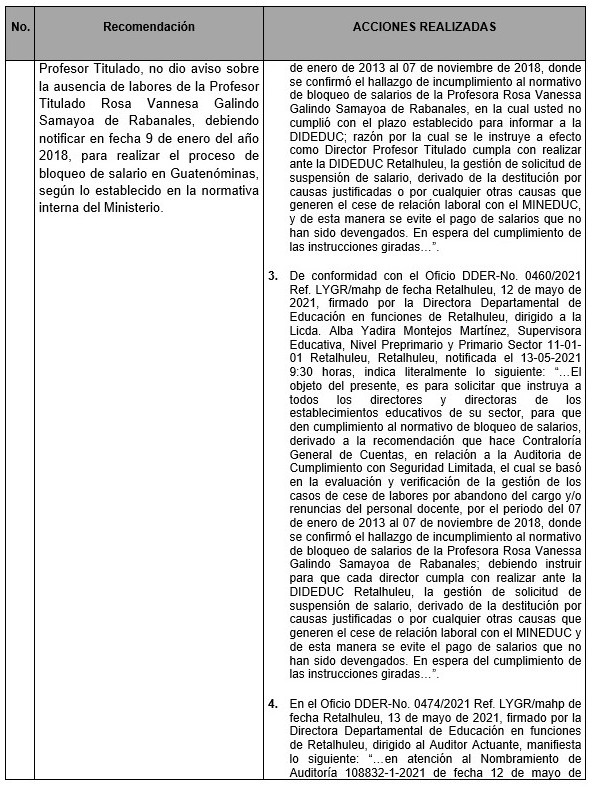 No. Recomendación ACCIONES REALIZADAS
Profesor Titulado, no dio aviso sobre
la ausencia de labores de la Profesor
Titulado Rosa Vannesa Galindo
Samayoa de Rabanales, debiendo
notificar en fecha 9 de enero del año
2018, para realizar el proceso de
bloqueo de salario en Guatenóminas,
según lo establecido en la normativa
interna del Ministerio.
de enero de 2013 al 07 de noviembre de 2018, donde
se confirmó el hallazgo de incumplimiento al normativo
de bloqueo de salarios de la Profesora Rosa Vanessa
Galindo Samayoa de Rabanales, en la cual usted no
cumplió con el plazo establecido para informar a la
DIDEDUC; razón por la cual se le instruye a efecto
como Director Profesor Titulado cumpla con realizar
ante la DIDEDUC Retalhuleu, la gestión de solicitud de
suspensión de salario, derivado de la destitución por
causas justificadas o por cualquier otras causas que
generen el cese de relación laboral con el MINEDUC,
y de esta manera se evite el pago de salarios que no
han sido devengados. En espera del cumplimiento de
las instrucciones giradas…”.
3. De conformidad con el Oficio DDER-No. 0460/2021
Ref. LYGR/mahp de fecha Retalhuleu, 12 de mayo de
2021, firmado por la Directora Departamental de
Educación en funciones de Retalhuleu, dirigido a la
Licda. Alba Yadira Montejos Martínez, Supervisora
Educativa, Nivel Preprimario y Primario Sector 11-01-
01 Retalhuleu, Retalhuleu, notificada el 13-05-2021
9:30 horas, indica literalmente lo siguiente: “…El
objeto del presente, es para solicitar que instruya a
todos los directores y directoras de los
establecimientos educativos de su sector, para que
den cumplimiento al normativo de bloqueo de salarios,
derivado a la recomendación que hace Contraloría
General de Cuentas, en relación a la Auditoria de
Cumplimiento con Seguridad Limitada, el cual se basó
en la evaluación y verificación de la gestión de los
casos de cese de labores por abandono del cargo y/o
renuncias del personal docente, por el periodo del 07
de enero de 2013 al 07 de noviembre de 2018, donde
se confirmó el hallazgo de incumplimiento al normativo
de bloqueo de salarios de la Profesora Rosa Vanessa
Galindo Samayoa de Rabanales; debiendo instruir
para que cada director cumpla con realizar ante la
DIDEDUC Retalhuleu, la gestión de solicitud de
suspensión de salario, derivado de la destitución por
causas justificadas o por cualquier otras causas que
generen el cese de relación laboral con el MINEDUC y
de esta manera se evite el pago de salarios que no
han sido devengados. En espera del cumplimiento de
las instrucciones giradas…”.
4. En el Oficio DDER-No. 0474/2021 Ref. LYGR/mahp de
fecha Retalhuleu, 13 de mayo de 2021, firmado por la
Directora Departamental de Educación en funciones
de Retalhuleu, dirigido al Auditor Actuante, manifiesta
lo siguiente: “…en atención al Nombramiento de
Auditoría 108832-1-2021 de fecha 12 de mayo de